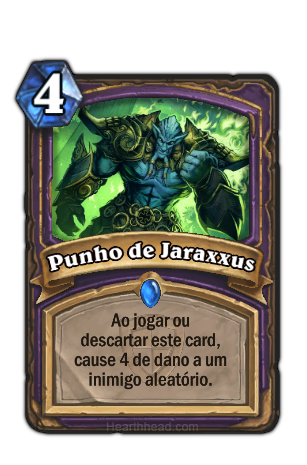 4
Punho de Jaraxxus
Ao jogar ou
descartar este card,
cause 4 de dano a um
inimigo aleatório.
Hearthhead.com